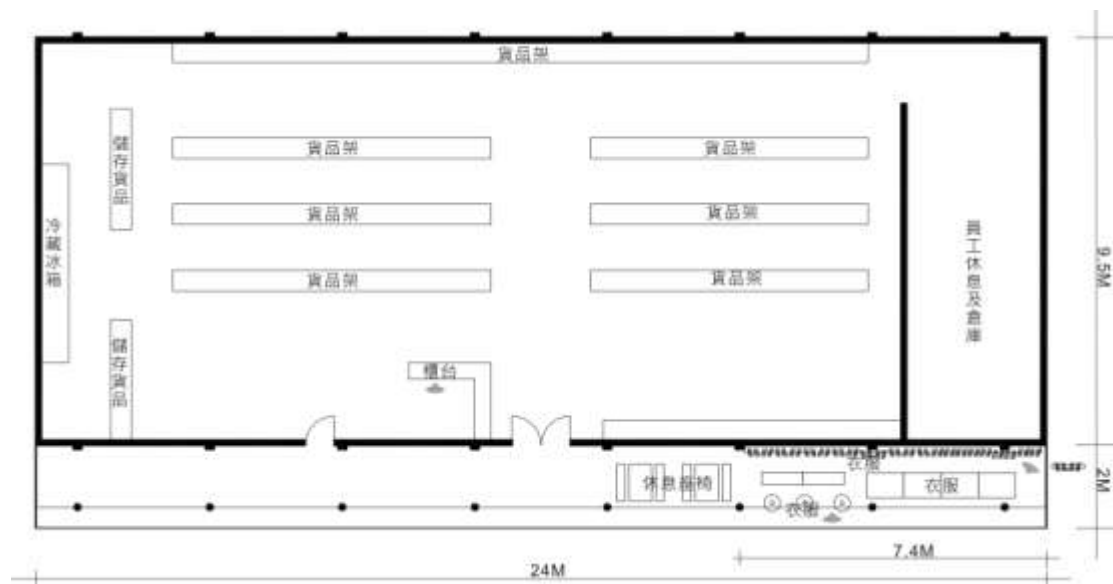 貨品架
儲存貨品
貨品架
貨品架
冷藏冰箱
貨品架
貨品架
員工休息及倉庫
9.5M
貨品架
貨品架
儲存貨品
櫃台
衣服
休息座椅
衣服
衣服
2M
7.4M
24M